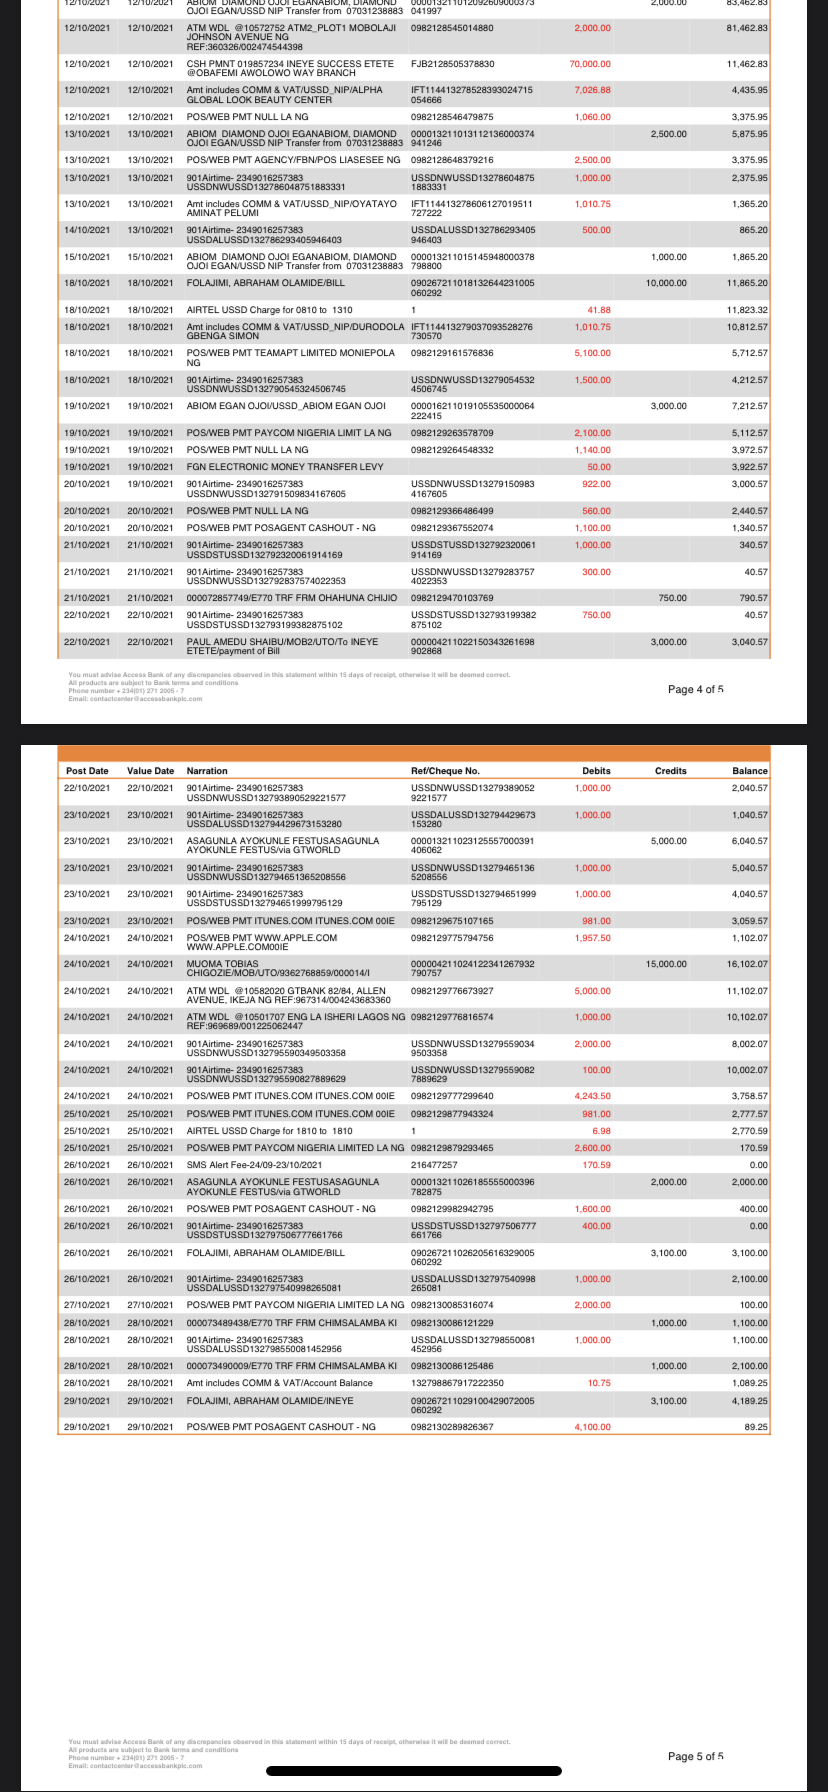 12/10/2021 12/10/2021 ABIOM DIAMOND OJOI EGANABIOM, DIAMOND 0000132110120926090003​73 2,000.00 83,462.83
OJOI EGAN/USSD NIP Transfer from 07031238883 041997
12/10/2021 12/10/2021 ATM WDL @10572752 ATM2_PLOT1 MOBOLAJI 0982128545014880 2,000.00 81,462.83
JOHNSON AVENUE NG
REF:360326/002474544398
12/10/2021 12/10/2021 CSH PMNT 019857234 INEYE SUCCESS ETETE FJB2128505378830 70,000.00 11,462.83
@OBAFEMI AWOLOWO WAY BRANCH
12/10/2021 12/10/2021 Amt includes COMM & VAT/USSD_NIP/ALPHA IFT114413278528393024715 7,026.88 4,435.95
GLOBAL LOOK BEAUTY CENTER 054666
12/10/2021 12/10/2021 POS/WEB PMT NULL LA NG 0982128546479875 1,060.00 3,375.95
13/10/2021 13/10/2021 ABIOM DIAMOND OJOI EGANABIOM, DIAMOND 000013211013112136000374 2,500.00 5,875.95
OJOI EGAN/USSD NIP Transfer from 07031238883 941246
13/10/2021 13/10/2021 POS/WEB PMT AGENCY/FBN/POS LIASESEE NG 0982128648379216 2,500.00 3,375.95
13/10/2021 13/10/2021 901Airtime- 2349016257383 USSDNWUSSD13278604875 1,000.00 2,375.95
USSDNWUSSD132786048751883331 1883331
13/10/2021 13/10/2021 Amt includes COMM & VAT/USSD_NIP/OYATAYO IFT114413278606127019511 1,010.75 1,365.20
AMINAT PELUMI 727222
14/10/2021 13/10/2021 901Airtime- 2349016257383 USSDALUSSD132786293405 500.00 865.20
USSDALUSSD132786293405946403 946403
15/10/2021 15/10/2021 ABIOM DIAMOND OJOI EGANABIOM, DIAMOND 000013211015145948000378 1,000.00 1,865.20
OJOI EGAN/USSD NIP Transfer from 07031238883 798800
18/10/2021 18/10/2021 FOLAJIMI, ABRAHAM OLAMIDE/BILL 090267211018132644231005 10,000.00 11,865.20
060292
18/10/2021 18/10/2021 AIRTEL USSD Charge for 0810 to 1310 1 41.88 11,823.32
18/10/2021 18/10/2021 Amt includes COMM & VAT/USSD_NIP/DURODOLA IFT114413279037093528276 1,010.75 10,812.57
GBENGA SIMON 730570
18/10/2021 18/10/2021 POS/WEB PMT TEAMAPT LIMITED MONIEPOLA 0982129161576836 5,100.00 5,712.57
NG
18/10/2021 18/10/2021 901Airtime- 2349016257383 USSDNWUSSD13279054532 1,500.00 4,212.57
USSDNWUSSD132790545324506745 4506745
19/10/2021 19/10/2021 ABIOM EGAN OJOI/USSD_ABIOM EGAN OJOI 000016211019105535000064 3,000.00 7,212.57
222415
19/10/2021 19/10/2021 POS/WEB PMT PAYCOM NIGERIA LIMIT LA NG 0982129263578709 2,100.00 5,112.57
19/10/2021 19/10/2021 POS/WEB PMT NULL LA NG 0982129264548332 1,140.00 3,972.57
19/10/2021 19/10/2021 FGN ELECTRONIC MONEY TRANSFER LEVY 50.00 3,922.57
20/10/2021 19/10/2021 901Airtime- 2349016257383 USSDNWUSSD13279150983 922.00 3,000.57
USSDNWUSSD132791509834167605 4167605
20/10/2021 20/10/2021 POS/WEB PMT NULL LA NG 0982129366486499 560.00 2,440.57
20/10/2021 20/10/2021 POS/WEB PMT POSAGENT CASHOUT - NG 0982129367552074 1,100.00 1,340.57
21/10/2021 21/10/2021 901Airtime- 2349016257383 USSDSTUSSD132792320061 1,000.00 340.57
USSDSTUSSD132792320061914169 914169
21/10/2021 21/10/2021 901Airtime- 2349016257383 USSDNWUSSD13279283757 300.00 40.57
USSDNWUSSD132792837574022353 4022353
21/10/2021 21/10/2021 000072857749/E770 TRF FRM OHAHUNA CHIJIO 0982129470103769 750.00 790.57
22/10/2021 22/10/2021 901Airtime- 2349016257383 USSDSTUSSD132793199382 750.00 40.57
USSDSTUSSD132793199382875102 875102
22/10/2021 22/10/2021 PAUL AMEDU SHAIBU/MOB2/UTO/To INEYE 000004211022150343261698 3,000.00 3,040.57
ETETE/payment of Bill 902868
You must advise Access Bank of any discrepancies observed in this statement within 15 days of receipt, otherwise it will be deemed correct.
All products are subject to Bank terms and conditions
Phone number + 234(01) 271 2005 - 7
Email: contactcenter@accessbankplc.com
Page 4 of 5
Post Date Value Date Narration Ref/Cheque No. Debits Credits Balance
22/10/2021 22/10/2021 901Airtime- 2349016257383 USSDNWUSSD13279389052 1,000.00 2,040.57
USSDNWUSSD132793890529221577 9221577
23/10/2021 22/10/2021 901Airtime- 2349016257383 USSDALUSSD132794429673 1,000.00 1,040.57
USSDALUSSD132794429673153280 153280
23/10/2021 23/10/2021 ASAGUNLA AYOKUNLE FESTUSASAGUNLA 000013211023125557000391 5,000.00 6,040.57
AYOKUNLE FESTUS/via GTWORLD 406062
23/10/2021 23/10/2021 901Airtime- 2349016257383 USSDNWUSSD13279465136 1,000.00 5,040.57
USSDNWUSSD132794651365208556 5208556
23/10/2021 23/10/2021 901Airtime- 2349016257383 USSDSTUSSD132794651999 1,000.00 4,040.57
USSDSTUSSD132794651999795129 795129
23/10/2021 23/10/2021 POS/WEB PMT ITUNES.COM ITUNES.COM 00IE 0982129675107165 981.00 3,059.57
24/10/2021 24/10/2021 POS/WEB PMT WWW.APPLE.COM 0982129775794756 1,957.50 1,102.07
WWW.APPLE.COM00IE
24/10/2021 24/10/2021 MUOMA TOBIAS 000004211024122341267932 15,000.00 16,102.07
CHIGOZIE/MOB/UTO/9362768859/000014/I 790757
24/10/2021 24/10/2021 ATM WDL @10582020 GTBANK 82/84, ALLEN 0982129776673927 5,000.00 11,102.07
AVENUE, IKEJA NG REF:967314/004243683360
24/10/2021 24/10/2021 ATM WDL @10501707 ENG LA ISHERI LAGOS NG 0982129776816574 1,000.00 10,102.07
REF:969689/001225062447
24/10/2021 24/10/2021 901Airtime- 2349016257383 USSDNWUSSD13279559034 2,000.00 8,002.07
USSDNWUSSD132795590349503358 9503358
24/10/2021 24/10/2021 901Airtime- 2349016257383 USSDNWUSSD13279559082 100.00 10,002.07
USSDNWUSSD132795590827889629 7889629
24/10/2021 24/10/2021 POS/WEB PMT ITUNES.COM ITUNES.COM 00IE 0982129777299640 4,243.50 3,758.57
25/10/2021 25/10/2021 POS/WEB PMT ITUNES.COM ITUNES.COM 00IE 0982129877943324 981.00 2,777.57
25/10/2021 25/10/2021 AIRTEL USSD Charge for 1810 to 1810 1 6.98 2,770.59
25/10/2021 25/10/2021 POS/WEB PMT PAYCOM NIGERIA LIMITED LA NG 0982129879293465 2,600.00 170.59
26/10/2021 26/10/2021 SMS Alert Fee-24/09-23/10/2021 216477257 170.59 0.00
26/10/2021 26/10/2021 ASAGUNLA AYOKUNLE FESTUSASAGUNLA 000013211026185555000396 2,000.00 2,000.00
AYOKUNLE FESTUS/via GTWORLD 782875
26/10/2021 26/10/2021 POS/WEB PMT POSAGENT CASHOUT - NG 0982129982942795 1,600.00 400.00
26/10/2021 26/10/2021 901Airtime- 2349016257383 USSDSTUSSD132797506777 400.00 0.00
USSDSTUSSD132797506777661766 661766
26/10/2021 26/10/2021 FOLAJIMI, ABRAHAM OLAMIDE/BILL 090267211026205616329005 3,100.00 3,100.00
060292
26/10/2021 26/10/2021 901Airtime- 2349016257383 USSDALUSSD132797540998 1,000.00 2,100.00
USSDALUSSD132797540998265081 265081
27/10/2021 27/10/2021 POS/WEB PMT PAYCOM NIGERIA LIMITED LA NG 0982130085316074 2,000.00 100.00
28/10/2021 28/10/2021 000073489438/E770 TRF FRM CHIMSALAMBA KI 0982130086121229 1,000.00 1,100.00
28/10/2021 28/10/2021 901Airtime- 2349016257383 USSDALUSSD132798550081 1,000.00 1,100.00
USSDALUSSD132798550081452956 452956
28/10/2021 28/10/2021 000073490009/E770 TRF FRM CHIMSALAMBA KI 0982130086125486 1,000.00 2,100.00
28/10/2021 28/10/2021 Amt includes COMM & VAT/Account Balance 132798867917222350 10.75 1,089.25
29/10/2021 29/10/2021 FOLAJIMI, ABRAHAM OLAMIDE/INEYE 090267211029100429072005 3,100.00 4,189.25
060292
29/10/2021 29/10/2021 POS/WEB PMT POSAGENT CASHOUT - NG 0982130289826367 4,100.00 89.25
You must advise Access Bank of any discrepancies observed in this statement within 15 days of receipt, otherwise it will be deemed correct.
All products are subject to Bank terms and conditions
Phone number + 234(01) 271 2005 - 7
Email: contactcenter@accessbankplc.com
Page 5 of 5